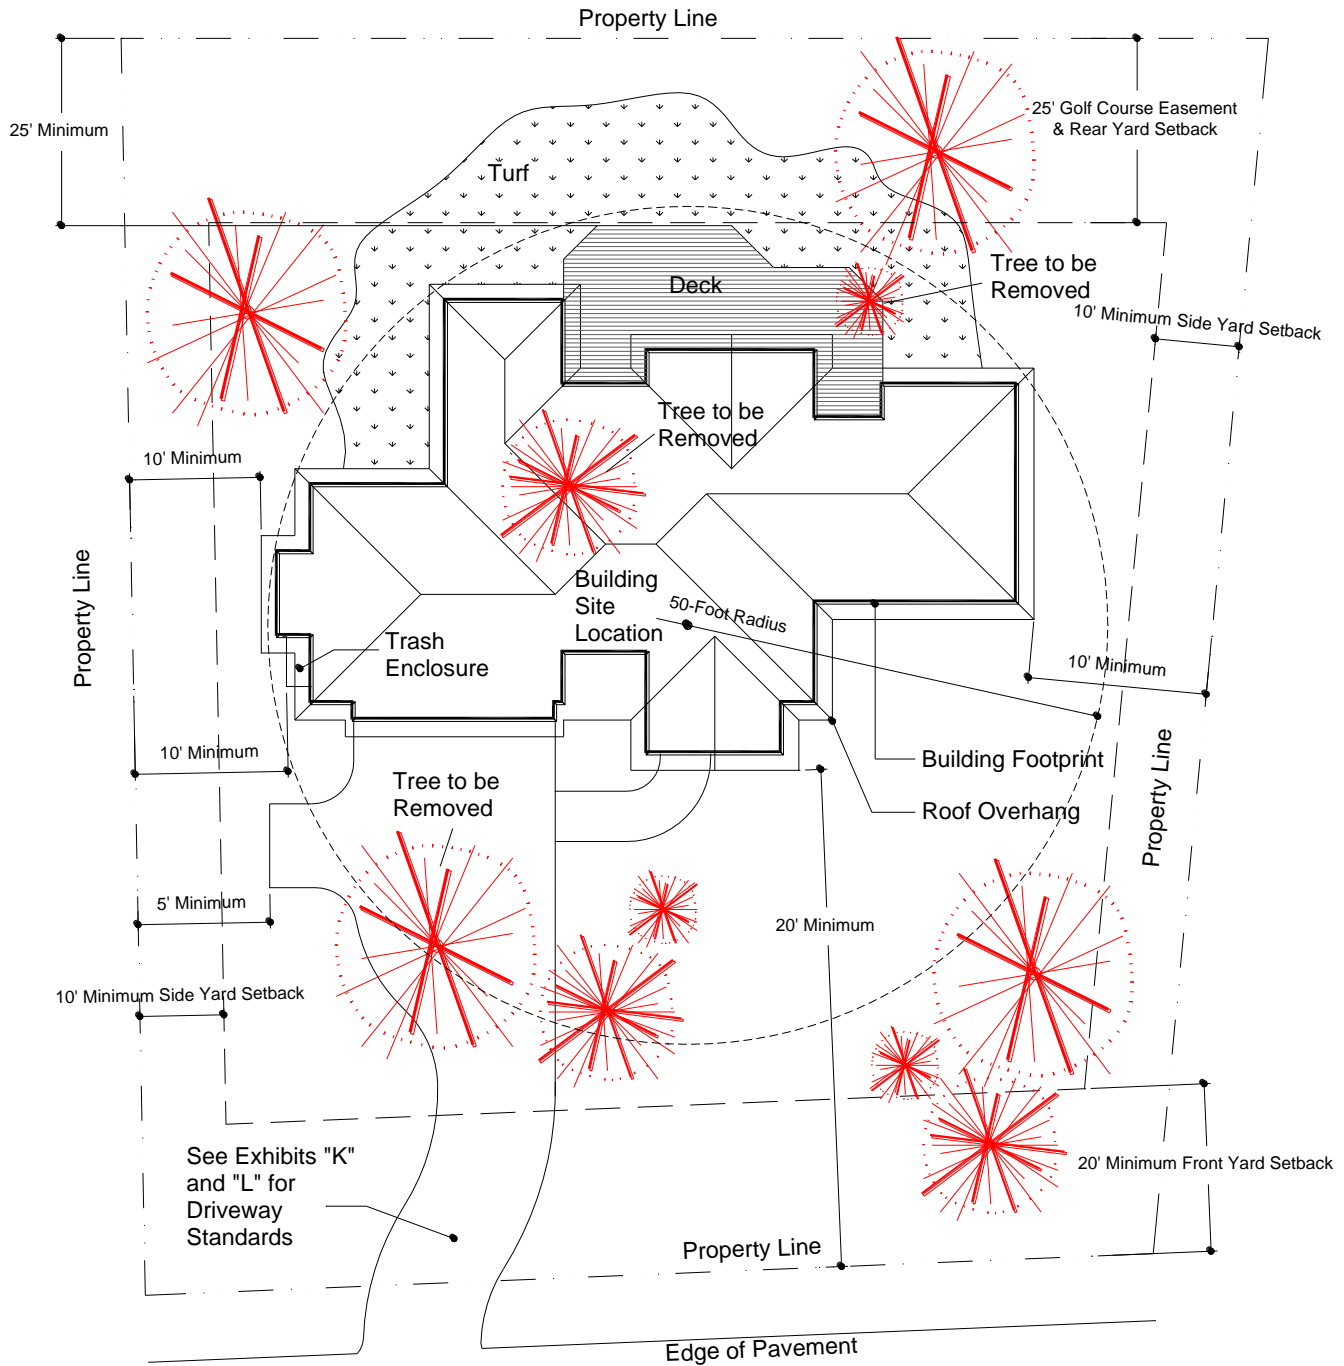 Property Line
25' Minimum
25' Golf Course Easement
& Rear Yard Setback
Turf
Tree to be
Removed
Deck
10' Minimum Side Yard Setback
Tree to be
Removed
10' Minimum
Property Line
Building
Site
Location
50-Foot Radius
Trash
Enclosure
10' Minimum
10' Minimum
Building Footprint
Property Line
Tree to be
Removed
Roof Overhang
5' Minimum
20' Minimum
10' Minimum Side Yard Setback
See Exhibits "K"
and "L" for
Driveway
Standards
20' Minimum Front Yard Setback
Property Line
Edge of Pavement